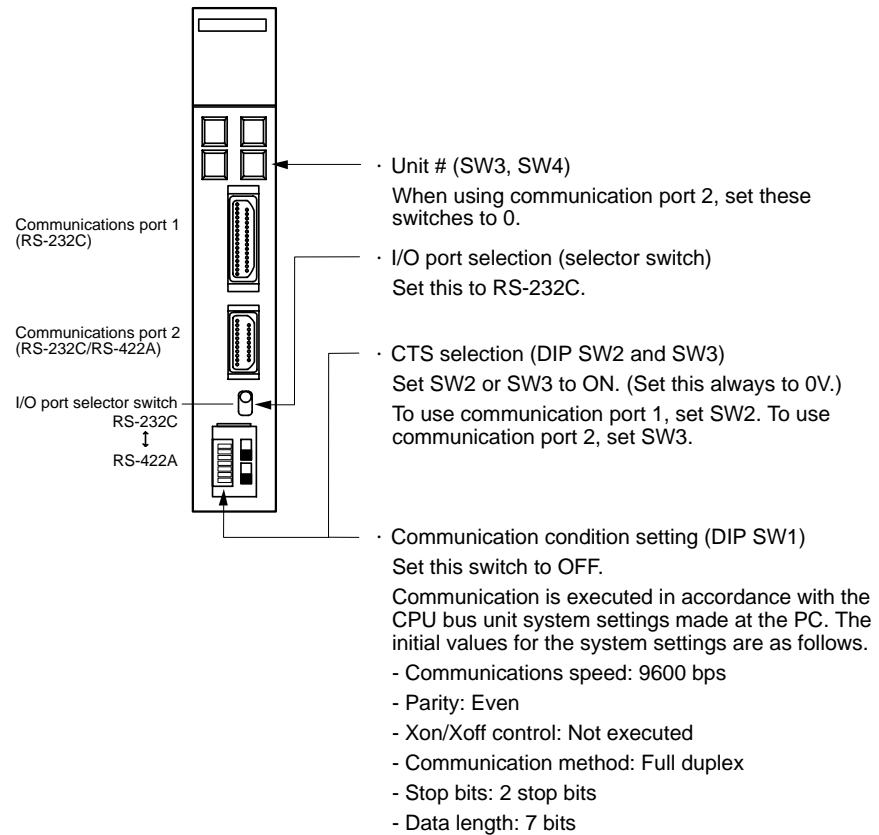 Communications port 1
(RS-232C)
Communications port 2
(RS-232C/RS-422A)
I/O port selector switch
RS-232C
↕
RS-422A
· Unit # (SW3, SW4)
When using communication port 2, set these
switches to 0.
· I/O port selection (selector switch)
Set this to RS-232C.
· CTS selection (DIP SW2 and SW3)
Set SW2 or SW3 to ON. (Set this always to 0V.)
To use communication port 1, set SW2. To use
communication port 2, set SW3.
· Communication condition setting (DIP SW1)
Set this switch to OFF.
Communication is executed in accordance with the
CPU bus unit system settings made at the PC. The
initial values for the system settings are as follows.
- Communications speed: 9600 bps
- Parity: Even
- Xon/Xoff control: Not executed
- Communication method: Full duplex
- Stop bits: 2 stop bits
- Data length: 7 bits